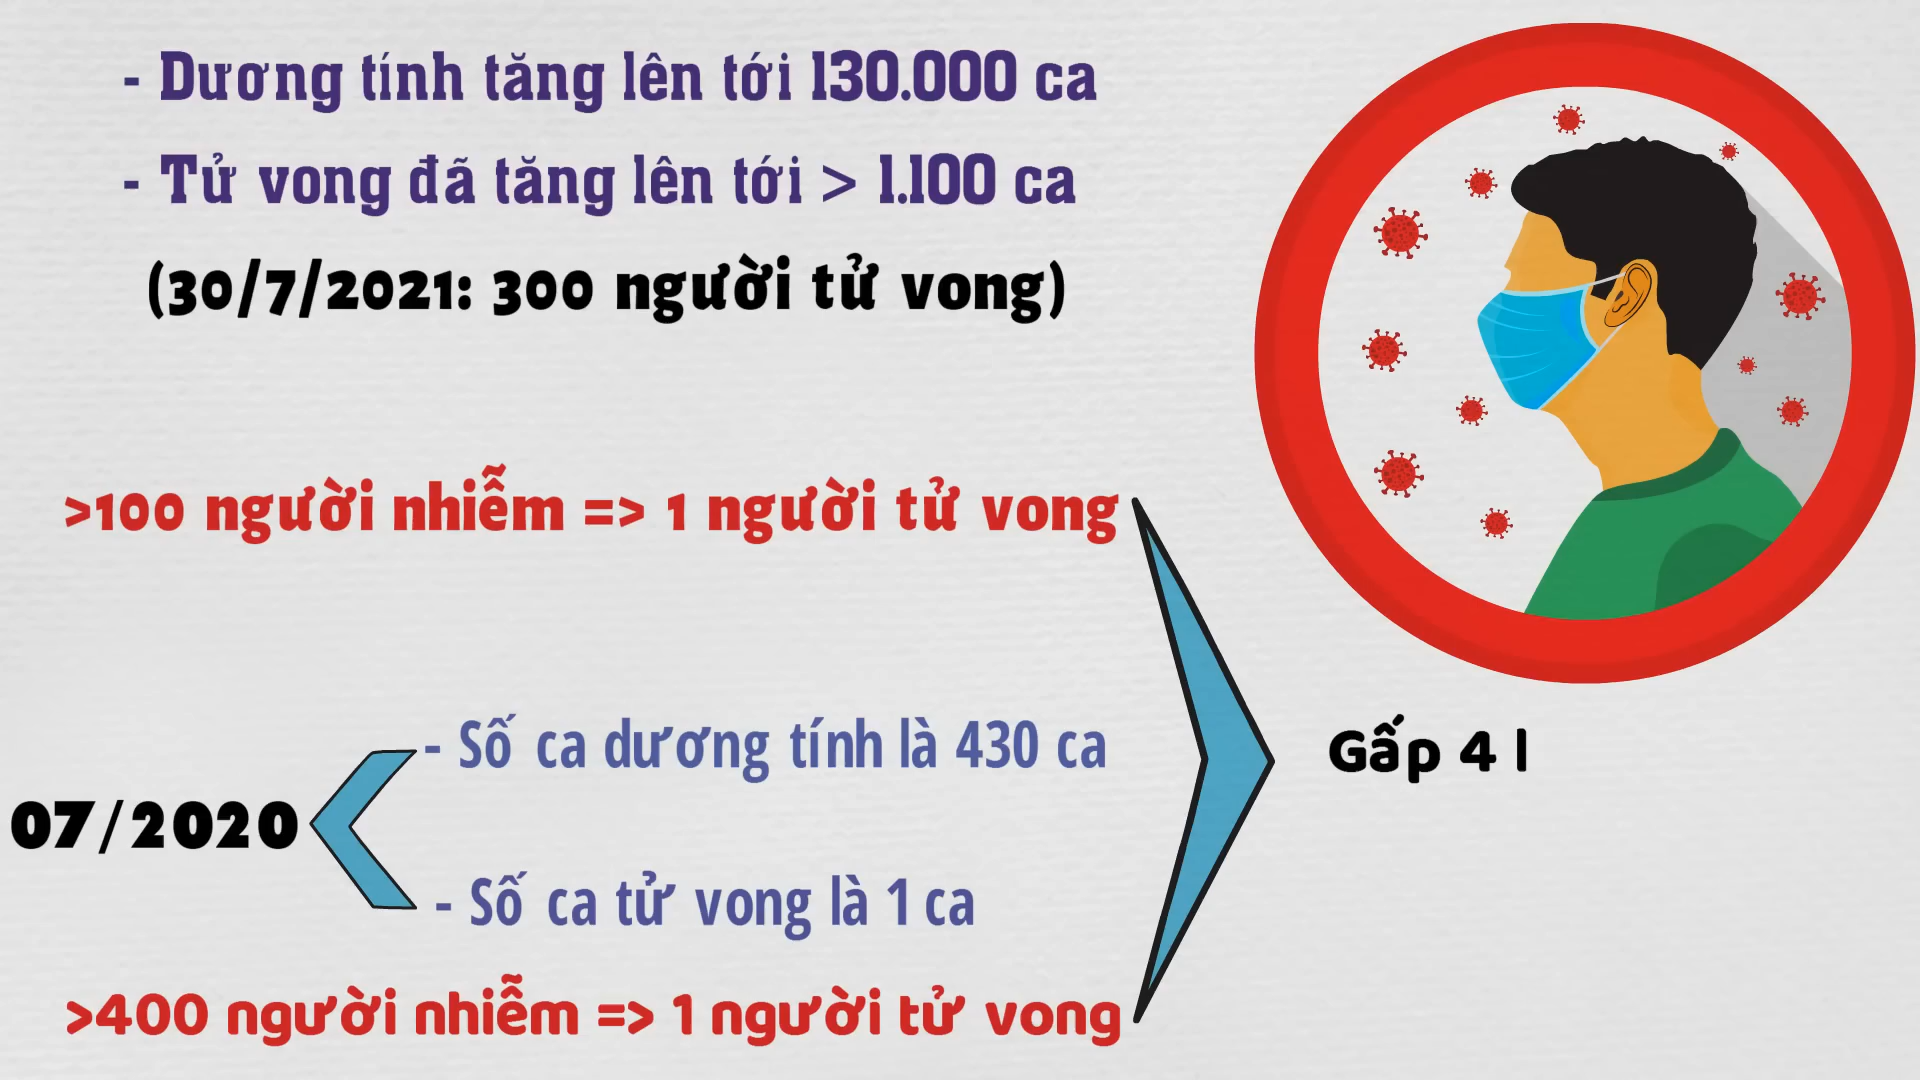 - Dương tính tăng lên tới 130.000 ca
- Tử vong đã tăng lên tới > 1.100 ca
(30/7/2021: 300 người tử vong)
>100 người nhiễm => 1 người tử vong
- Số ca dương tính là 430 ca
07/2020
- Số ca tử vong là 1 ca
>400 người nhiễm => 1 người tử vong
Gấp 4 l